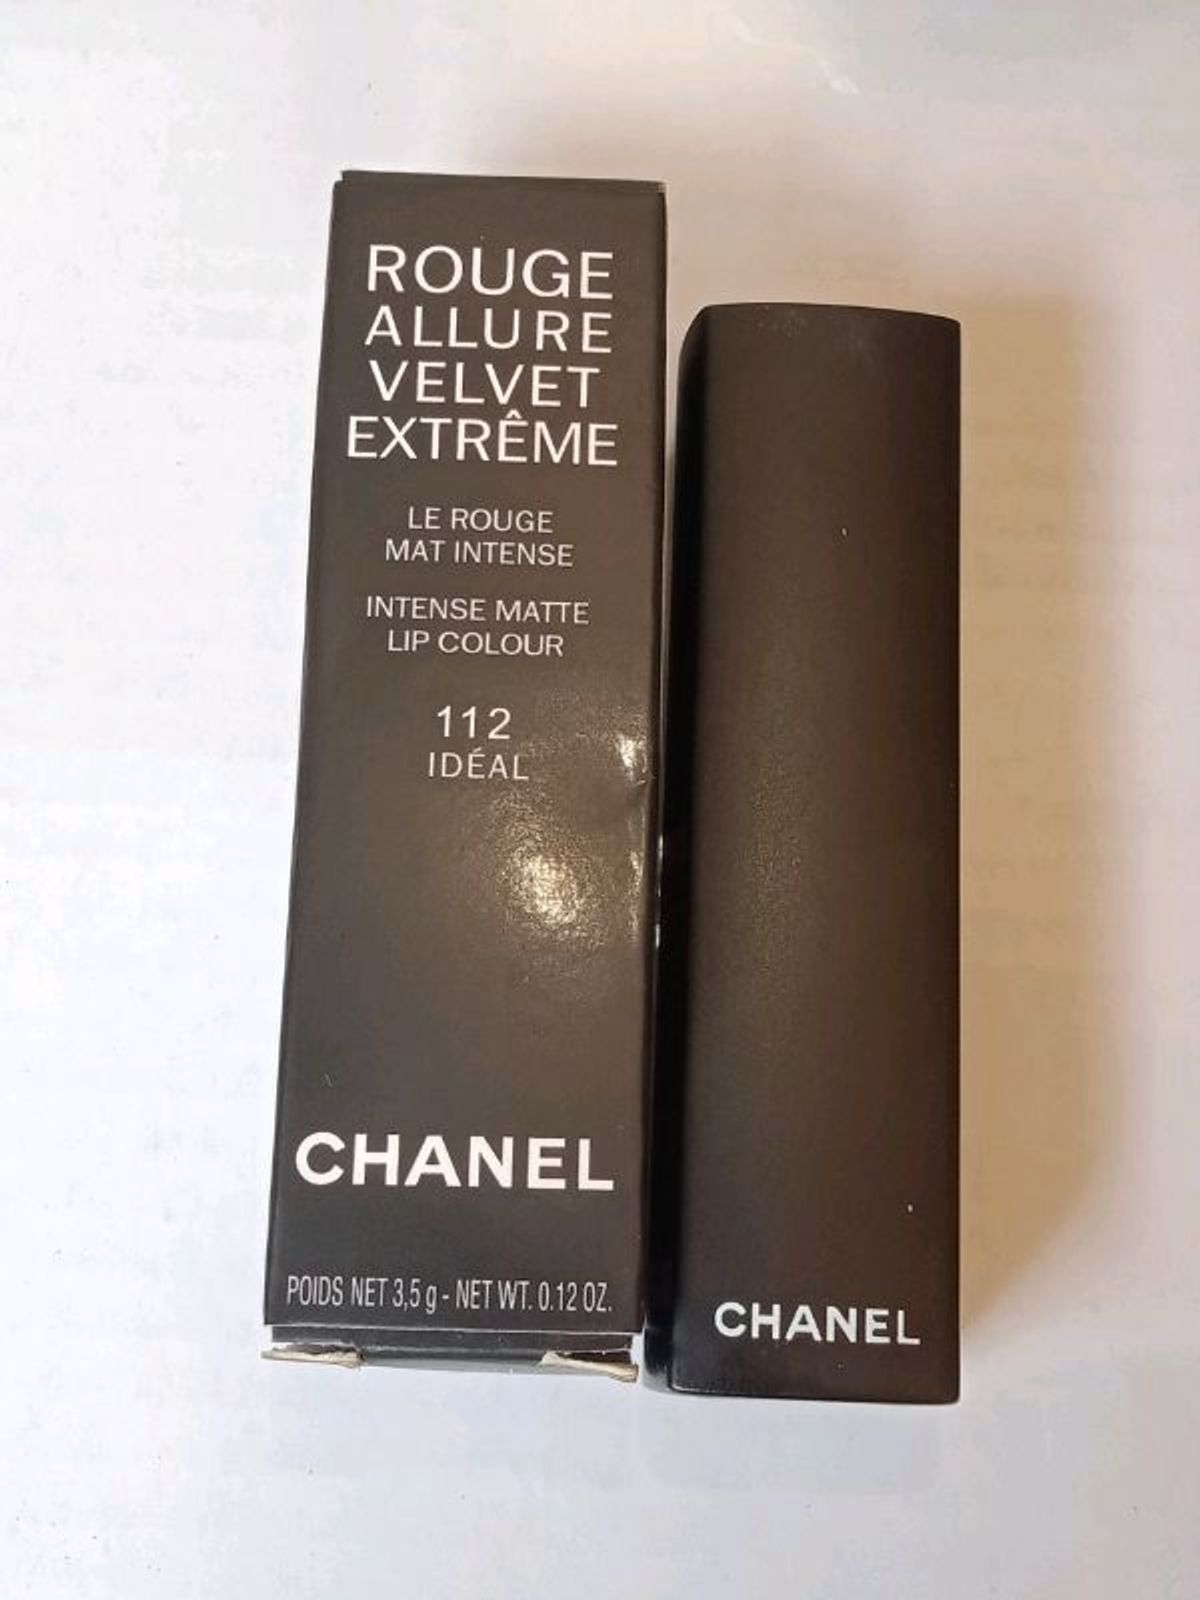 ROUGE
ALLURE
VELVET
EXTRÊME
LE ROUGE
MAT INTENSE
INTENSE MATTE
LIP COLOUR
112
IDÉAL
CHANEL
POIDS NET 3,5 g - NET WT. 0.12 OZ.
CHANEL